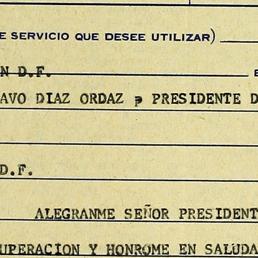 E SERVICIO QUE DESEE UTILIZAR)
N D.F.
AVO DIAZ ORDAZ P PRESIDENTE D
D.F.
ALEGRANME SEÑOR PRESIDENT
UPERACION Y HONROME EN SALUDA